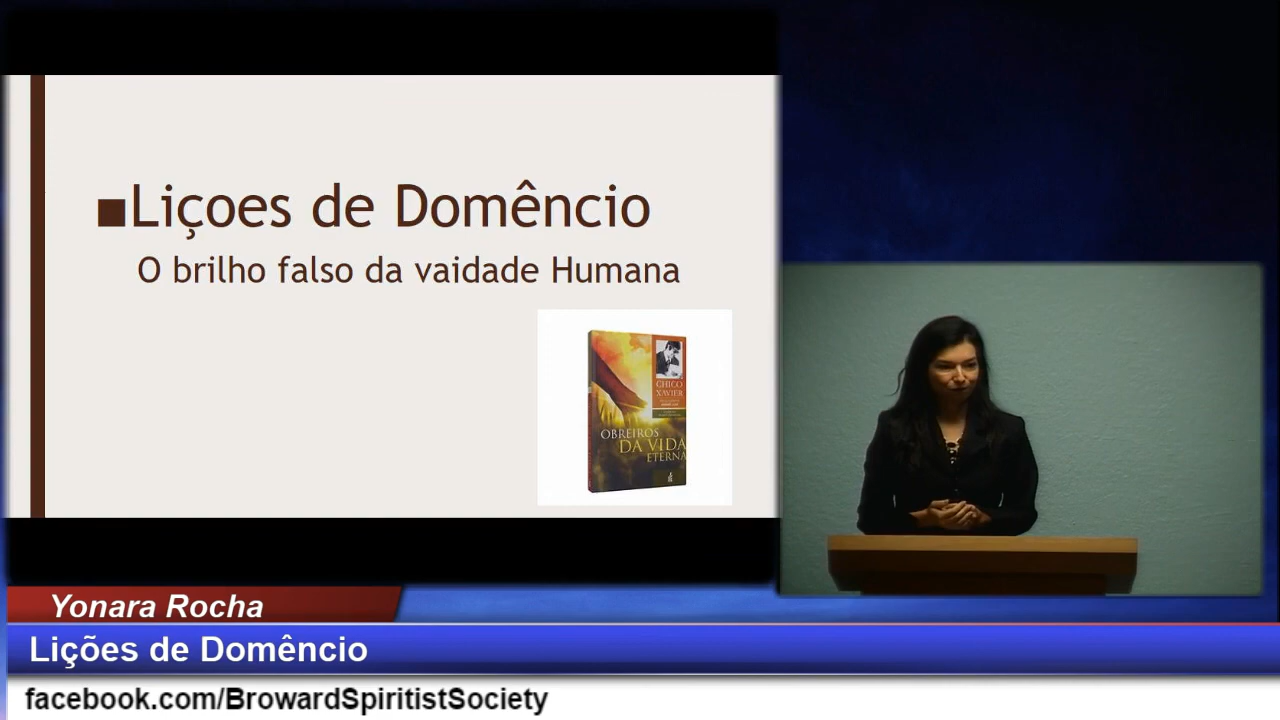 ■Liçoes de Domêncio
O brilho falso da vaidade Humana
CHICO
XAVIER
OBREIROS
DA VIDA
ETERNA
Yonara Rocha
Lições de Domêncio
facebook.com/BrowardSpiritistSociety